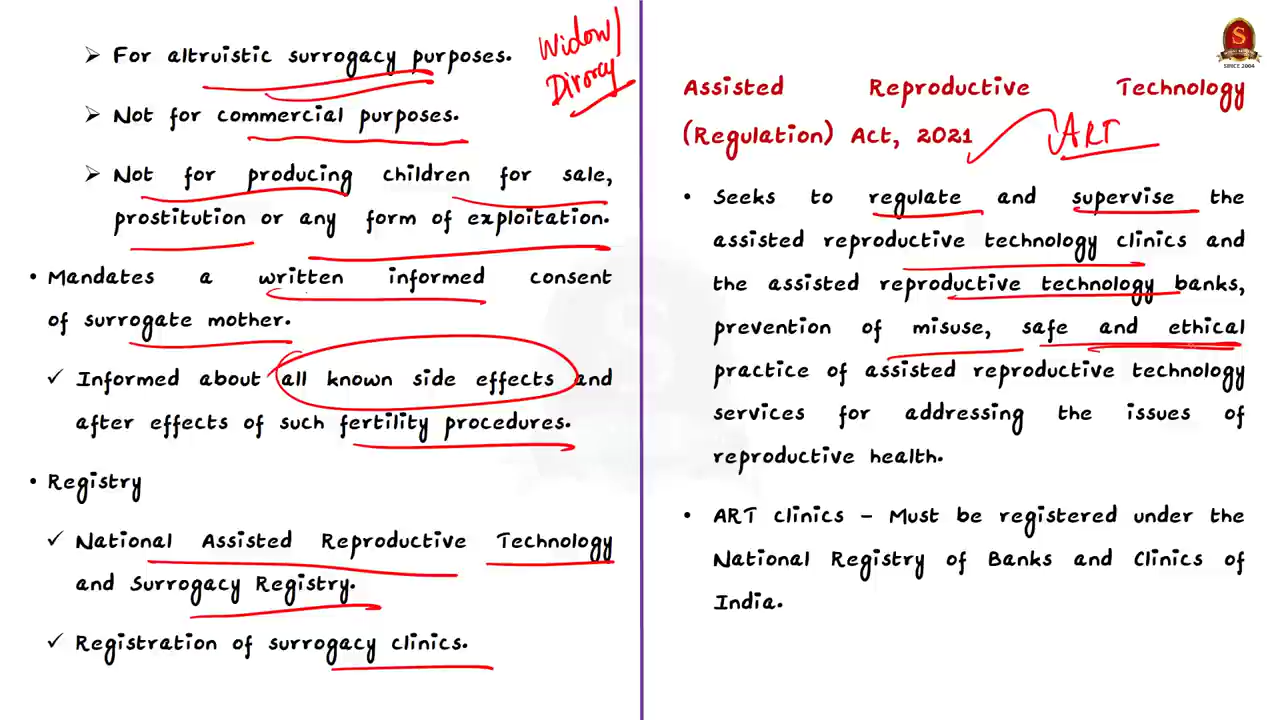 ➢ For altruistic surrogacy purposes.
Widow/
Divorcy
➢ Not for commercial purposes.
➢ Not for producing children for sale,
prostitution or any form of exploitation.
• Mandates a written informed consent
of surrogate mother.
✓ Informed about all known side effects and
after effects of such fertility procedures.
• Registry
✓ National Assisted Reproductive Technology
and Surrogacy Registry.
✓ Registration of surrogacy clinics.
S
SINCE 2004
Assisted Reproductive Technology
(Regulation) Act, 2021
ART
• Seeks to regulate and supervise the
assisted reproductive technology clinics and
the assisted reproductive technology banks,
prevention of misuse, safe and ethical
practice of assisted reproductive technology
services for addressing the issues of
reproductive health.
• ART clinics – Must be registered under the
National Registry of Banks and Clinics of
India.